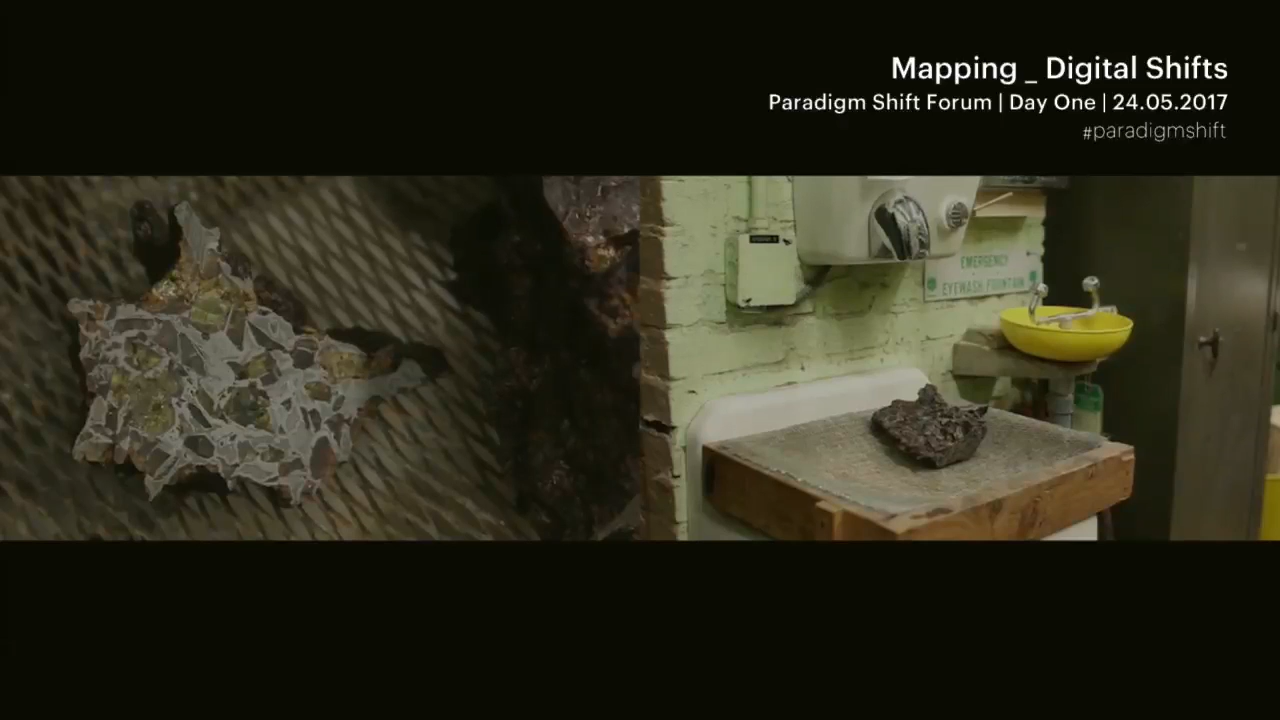 Mapping _ Digital Shifts
Paradigm Shift Forum | Day One | 24.05.2017
#paradigmshift
EMERGENCY
EYEWASH FOUNTAIN